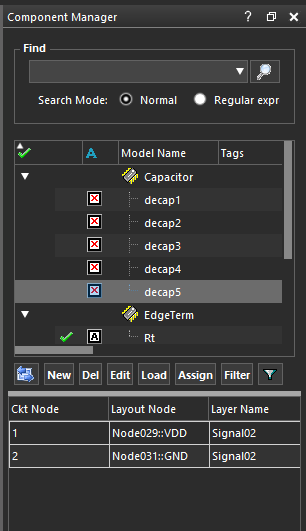 Component Manager ?
Find
Search Mode: Normal Regular expr
A Model Name Tags
Capacitor
decap1
decap2
decap3
decap4
decap5
EdgeTerm
A Rt
New Del Edit Load Assign Filter
Ckt Node Layout Node Layer Name
1 Node029::VDD Signal02
2 Node031::GND Signal02